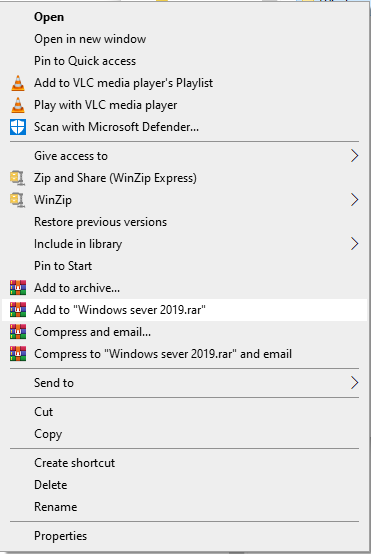 Open
Open in new window
Pin to Quick access
Add to VLC media player's Playlist
Play with VLC media player
Scan with Microsoft Defender...
Give access to
Zip and Share (WinZip Express)
WinZip
Restore previous versions
Include in library
Pin to Start
Add to archive...
Add to "Windows sever 2019.rar"
Compress and email...
Compress to "Windows sever 2019.rar" and email
Send to
Cut
Copy
Create shortcut
Delete
Rename
Properties